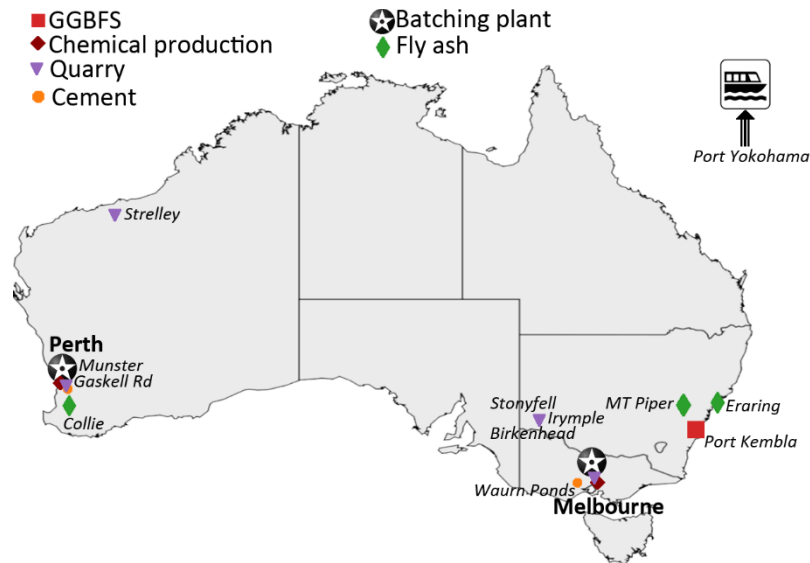 GGBFS
Chemical production
Quarry
Cement
Batching plant
Fly ash
Port Yokohama
Strelley
Perth
Munster
Gaskell Rd
Collie
Stonyfell
Irymple
Birkenhead
MT Piper
Eraring
Port Kembla
Waurn Ponds
Melbourne